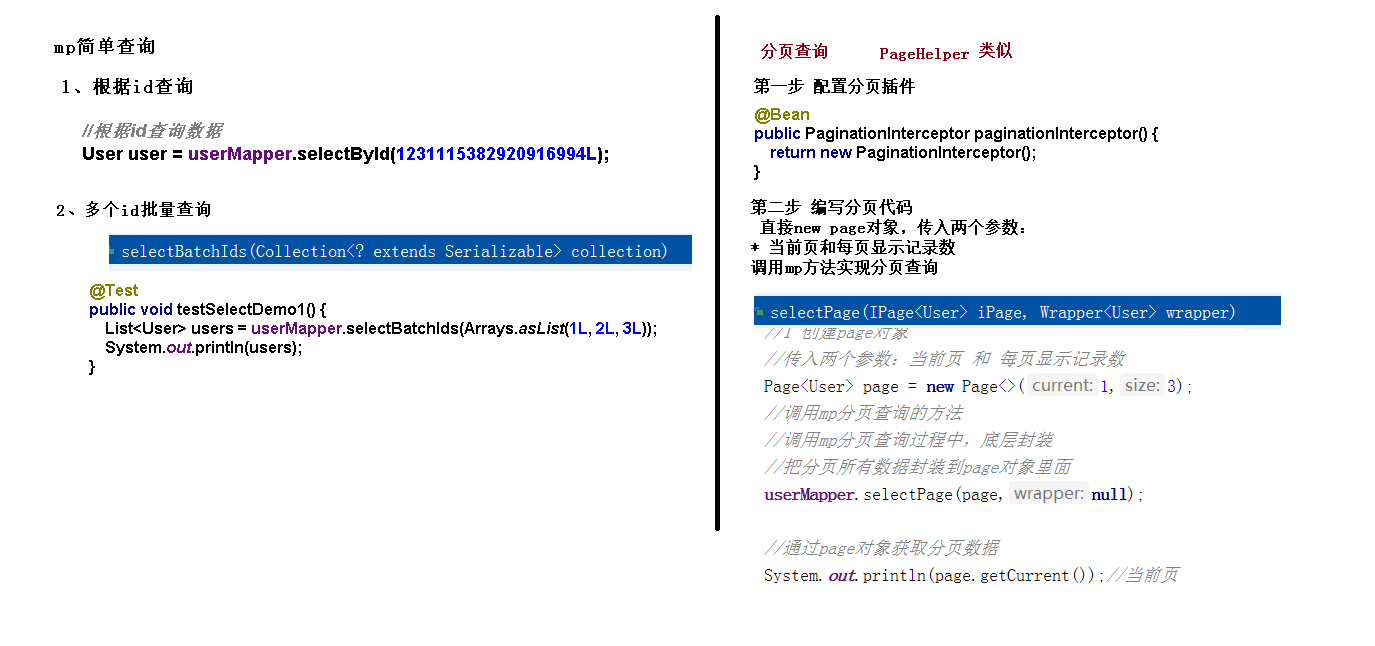 mp简单查询
1、根据id查询
//根据id查询数据
User user = userMapper.selectById(1231115382920916994L);
2、多个id批量查询
selectBatchIds(Collection<? extends Serializable> collection)
@Test
public void testSelectDemo1() {
List<User> users = userMapper.selectBatchIds(Arrays.asList(1L, 2L, 3L));
System.out.println(users);
}
分页查询 PageHelper 类似
第一步 配置分页插件
@Bean
public PaginationInterceptor paginationInterceptor() {
return new PaginationInterceptor();
}
第二步 编写分页代码
直接new page对象，传入两个参数：
* 当前页和每页显示记录数
调用mp方法实现分页查询
selectPage(IPage<User> iPage, Wrapper<User> wrapper)
//1 创建page对象
//传入两个参数：当前页 和 每页显示记录数
Page<User> page = new Page<>( current: 1, size: 3);
//调用mp分页查询的方法
//调用mp分页查询过程中，底层封装
//把分页所有数据封装到page对象里面
userMapper.selectPage(page, wrapper: null);
//通过page对象获取分页数据
System.out.println(page.getCurrent());//当前页